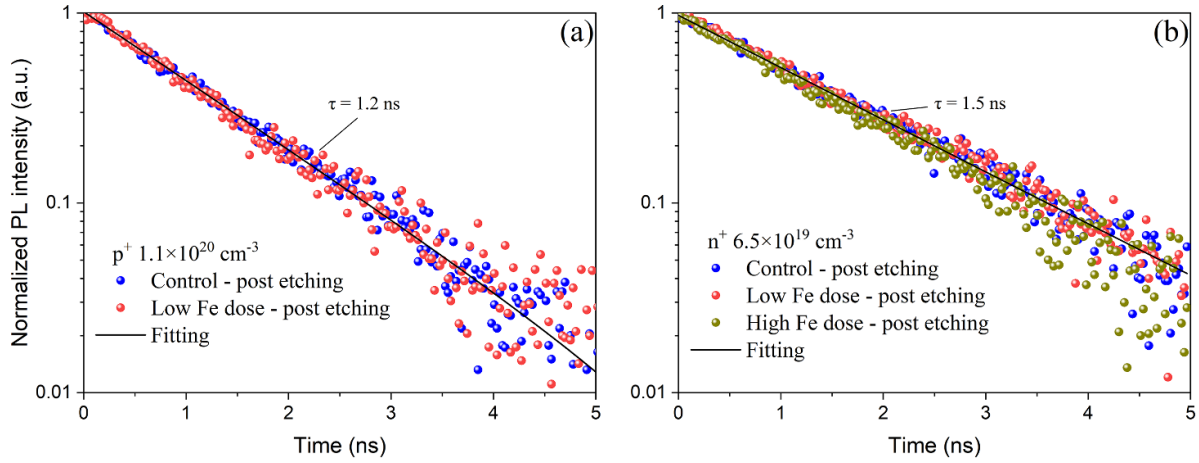 Normalized PL intensity (a.u.)
1
0.1
0.01
(a)
τ = 1.2 ns
p⁺ 1.1×10²⁰ cm⁻³
Control - post etching
Low Fe dose - post etching
Fitting
0 1 2 3 4 5
Time (ns)
1
0.1
0.01
(b)
τ = 1.5 ns
n⁺ 6.5×10¹⁹ cm⁻³
Control - post etching
Low Fe dose - post etching
High Fe dose - post etching
Fitting
0 1 2 3 4 5
Time (ns)